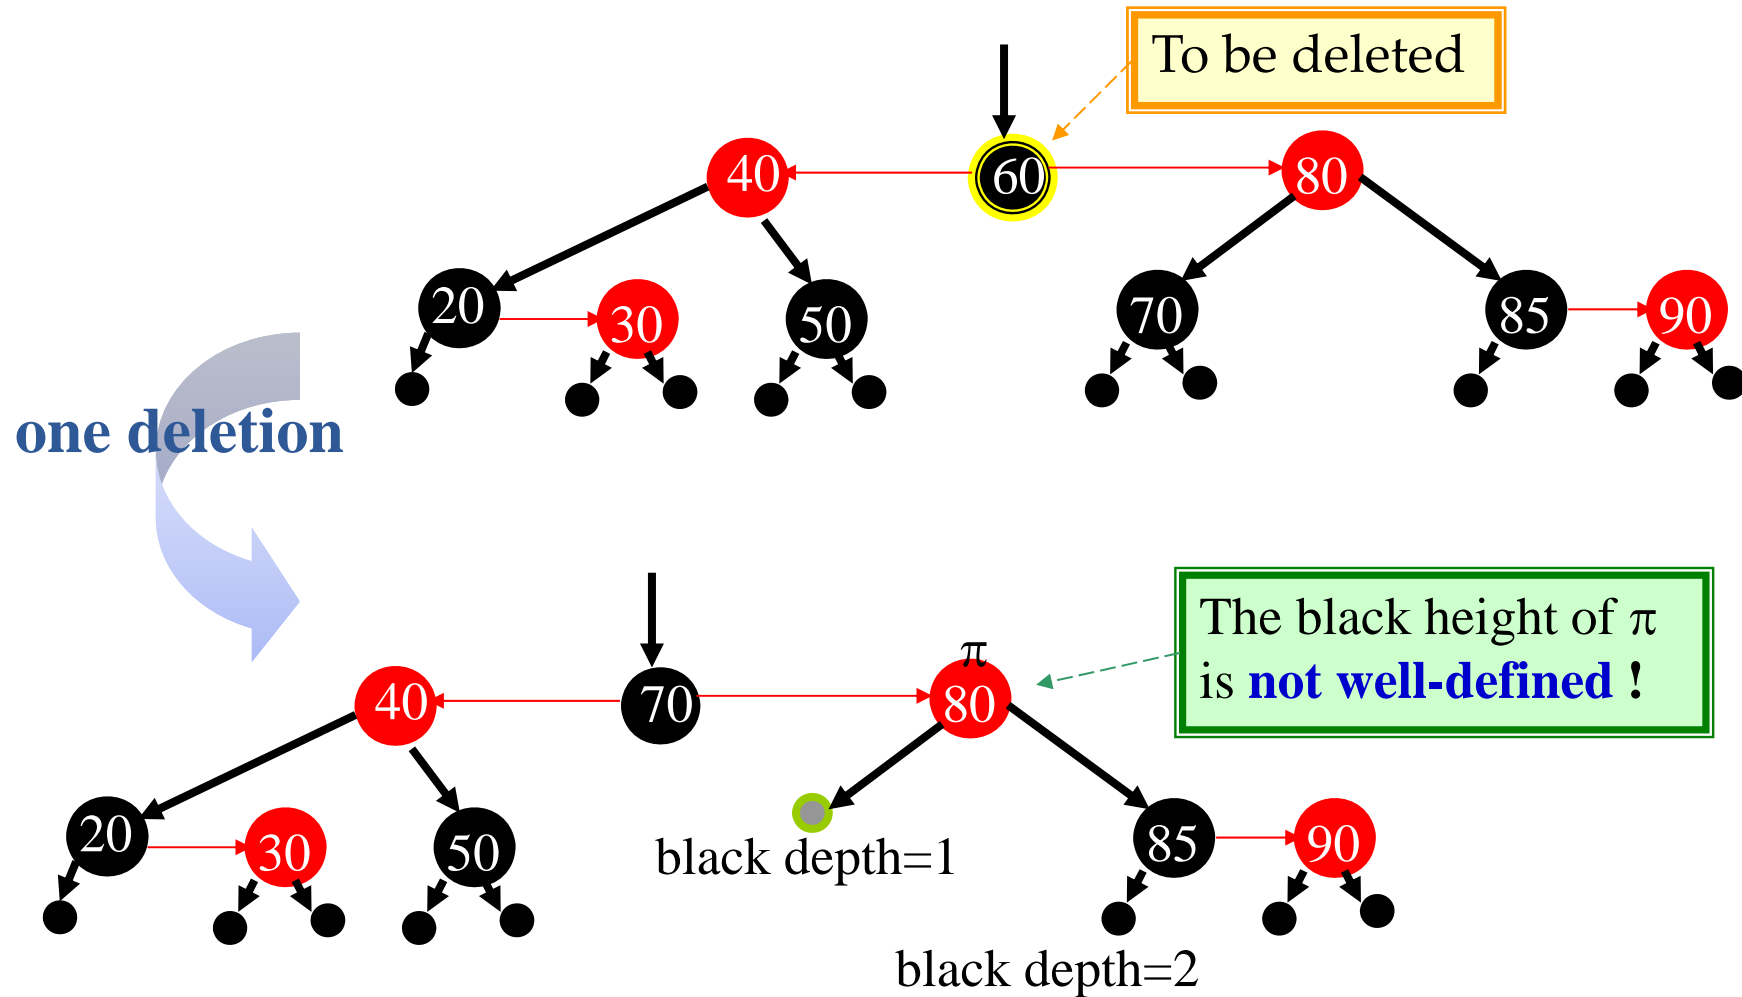 To be deleted
40
60
80
20
30
50
70
85
90
one deletion
The black height of π
is not well-defined !
π
40
70
80
20
30
50
85
90
black depth=1
black depth=2